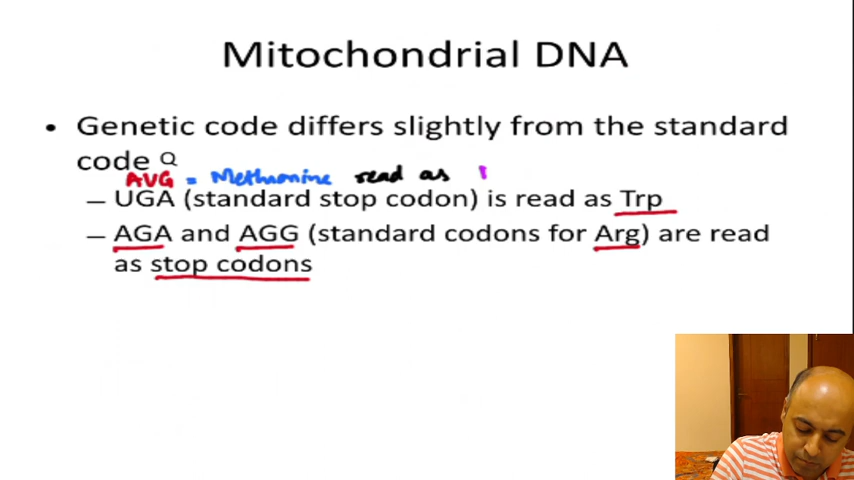 Mitochondrial DNA
• Genetic code differs slightly from the standard
code Q
AUG = Methionine read as
– UGA (standard stop codon) is read as Trp
– AGA and AGG (standard codons for Arg) are read
as stop codons